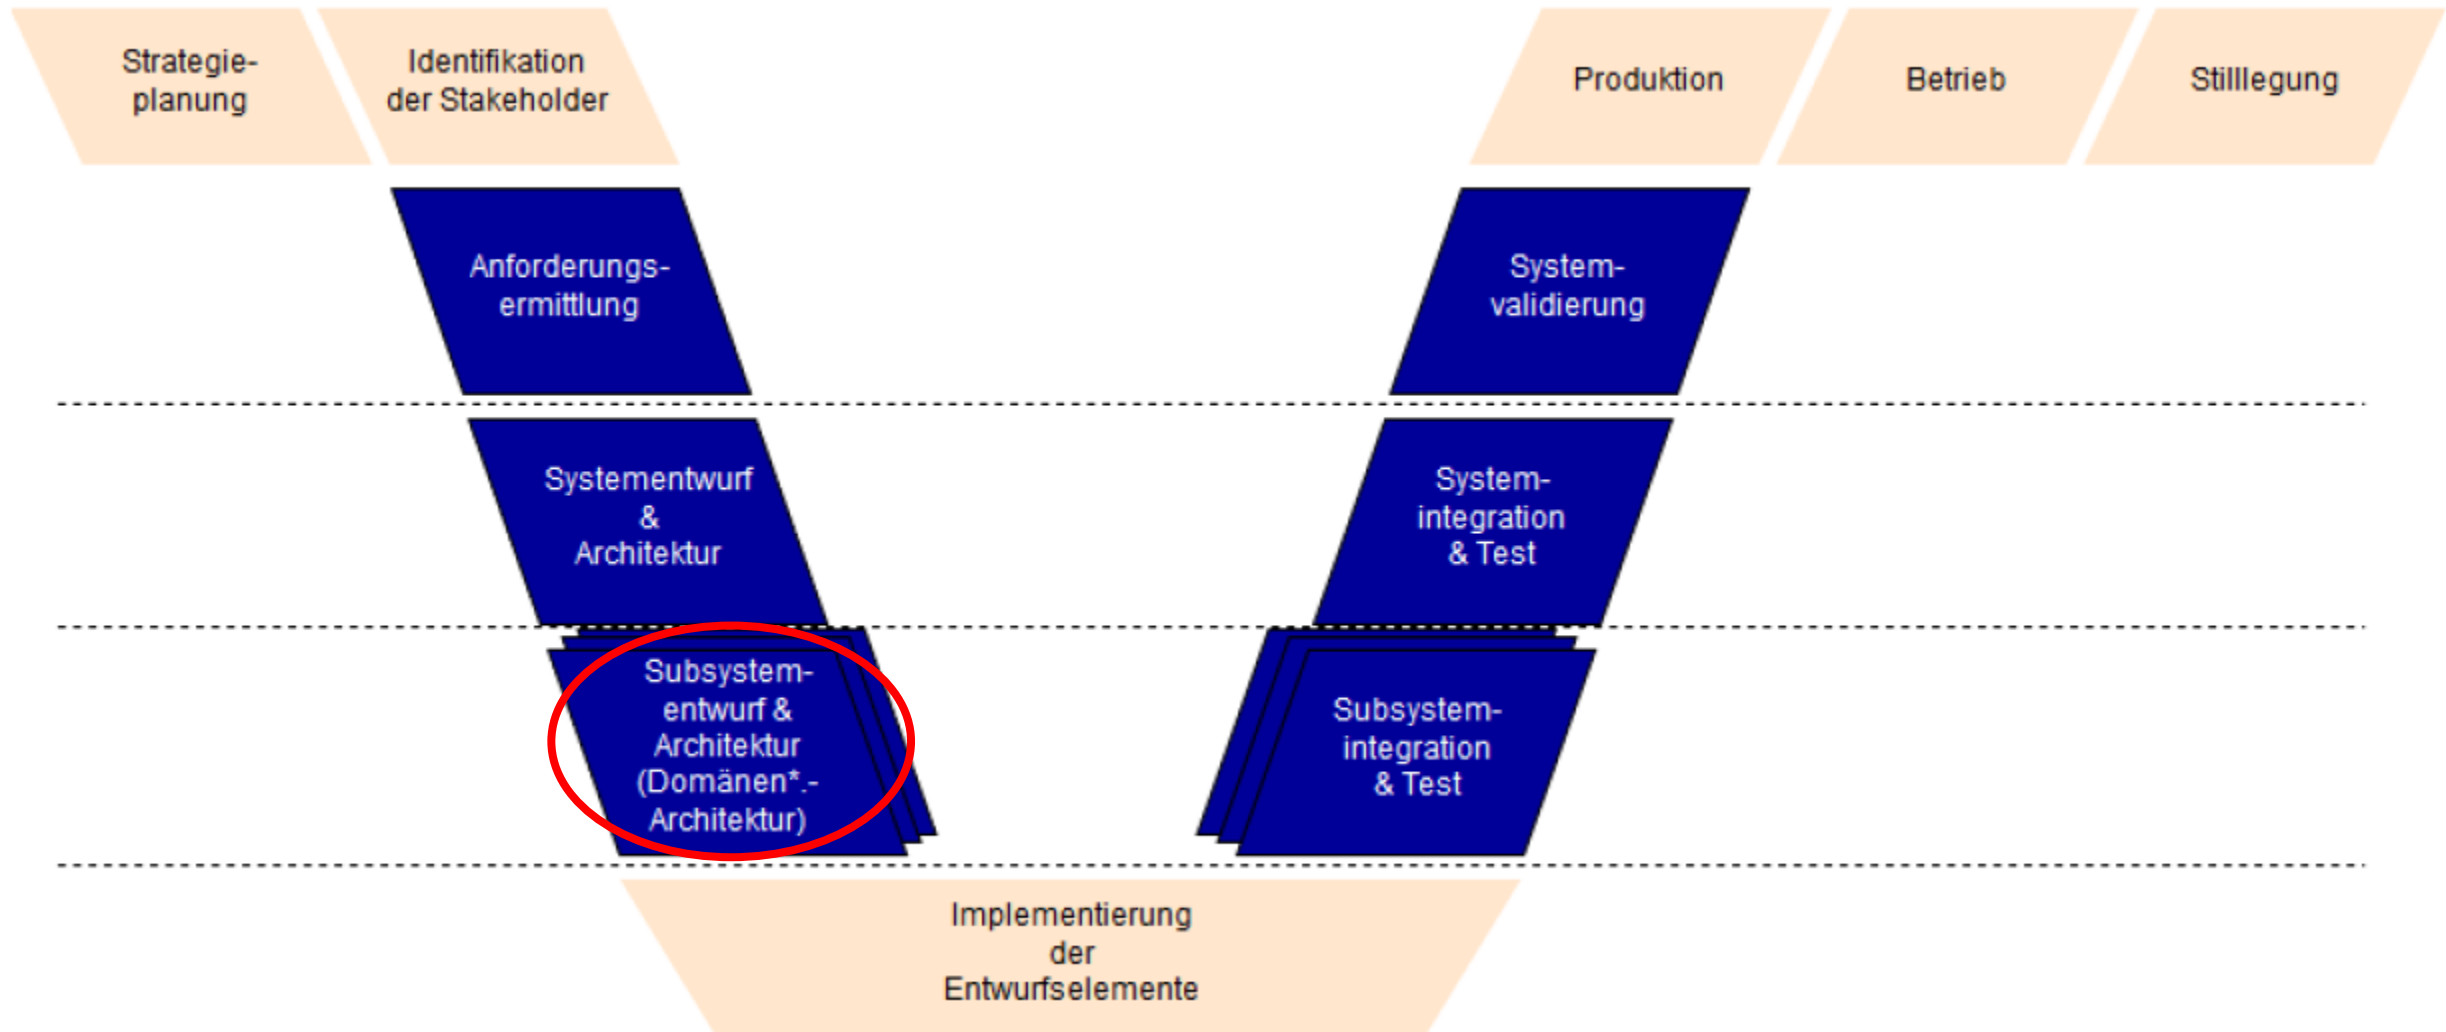 Strategie-
planung
Identifikation
der Stakeholder
Produktion
Betrieb
Stilllegung
Anforderungs-
ermittlung
System-
validierung
Systementwurf
&
Architektur
System-
integration
& Test
Subsystem-
entwurf &
Architektur
(Domänen*.-
Architektur)
Subsystem-
integration
& Test
Implementierung
der
Entwurfselemente